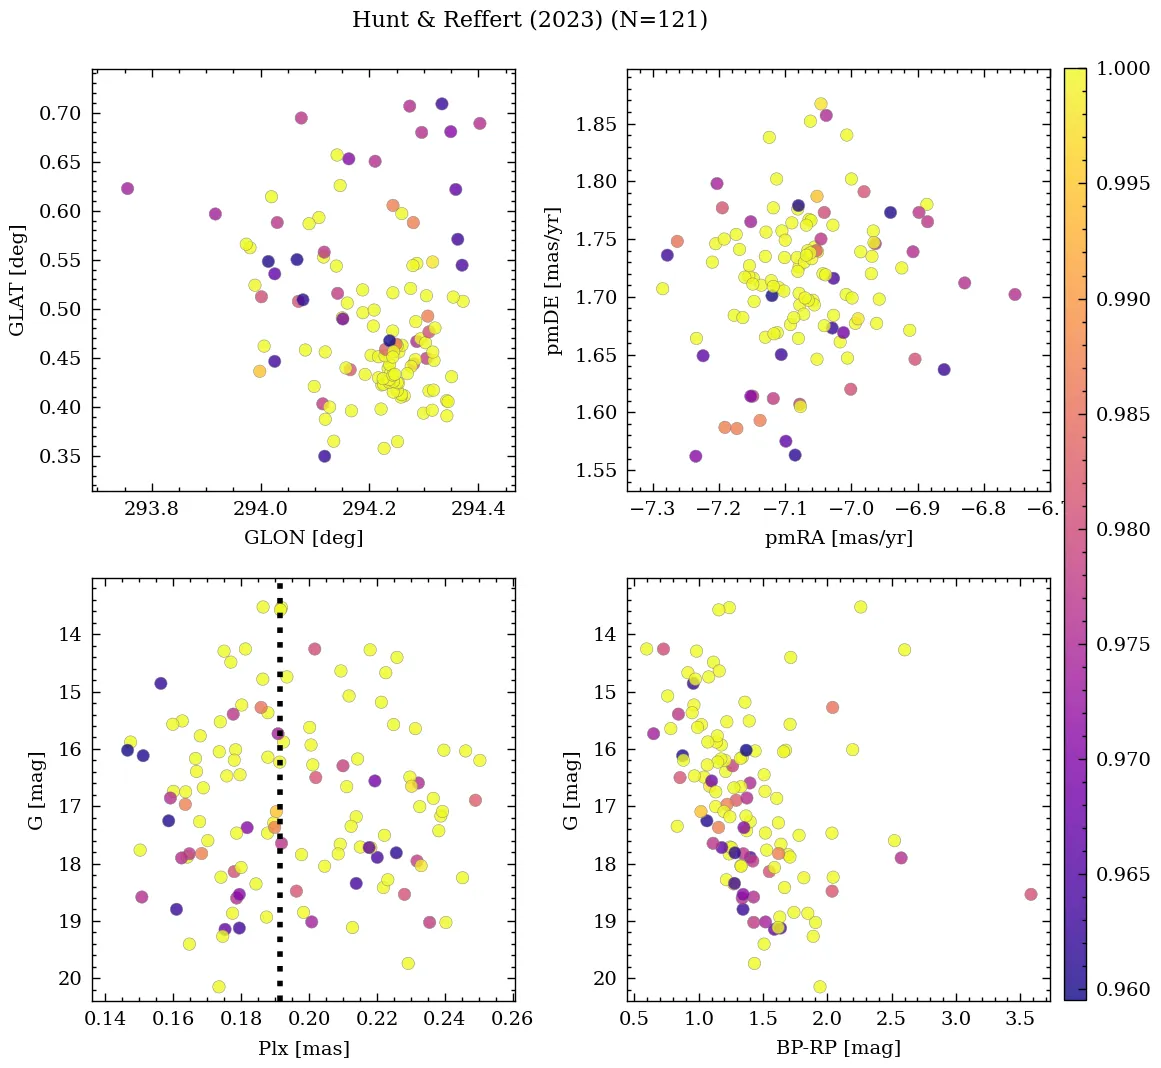 Hunt & Reffert (2023) (N=121)
0.70
0.65
0.60
0.55
0.50
0.45
0.40
0.35
GLAT [deg]
293.8 294.0 294.2 294.4
GLON [deg]
1.85
1.80
1.75
1.70
1.65
1.60
1.55
pmDE [mas/yr]
−7.3 −7.2 −7.1 −7.0 −6.9 −6.8 −6.7
pmRA [mas/yr]
14
15
16
17
18
19
20
G [mag]
0.14 0.16 0.18 0.20 0.22 0.24 0.26
Plx [mas]
14
15
16
17
18
19
20
G [mag]
0.5 1.0 1.5 2.0 2.5 3.0 3.5
BP-RP [mag]
1.000
0.995
0.990
0.985
0.980
0.975
0.970
0.965
0.960